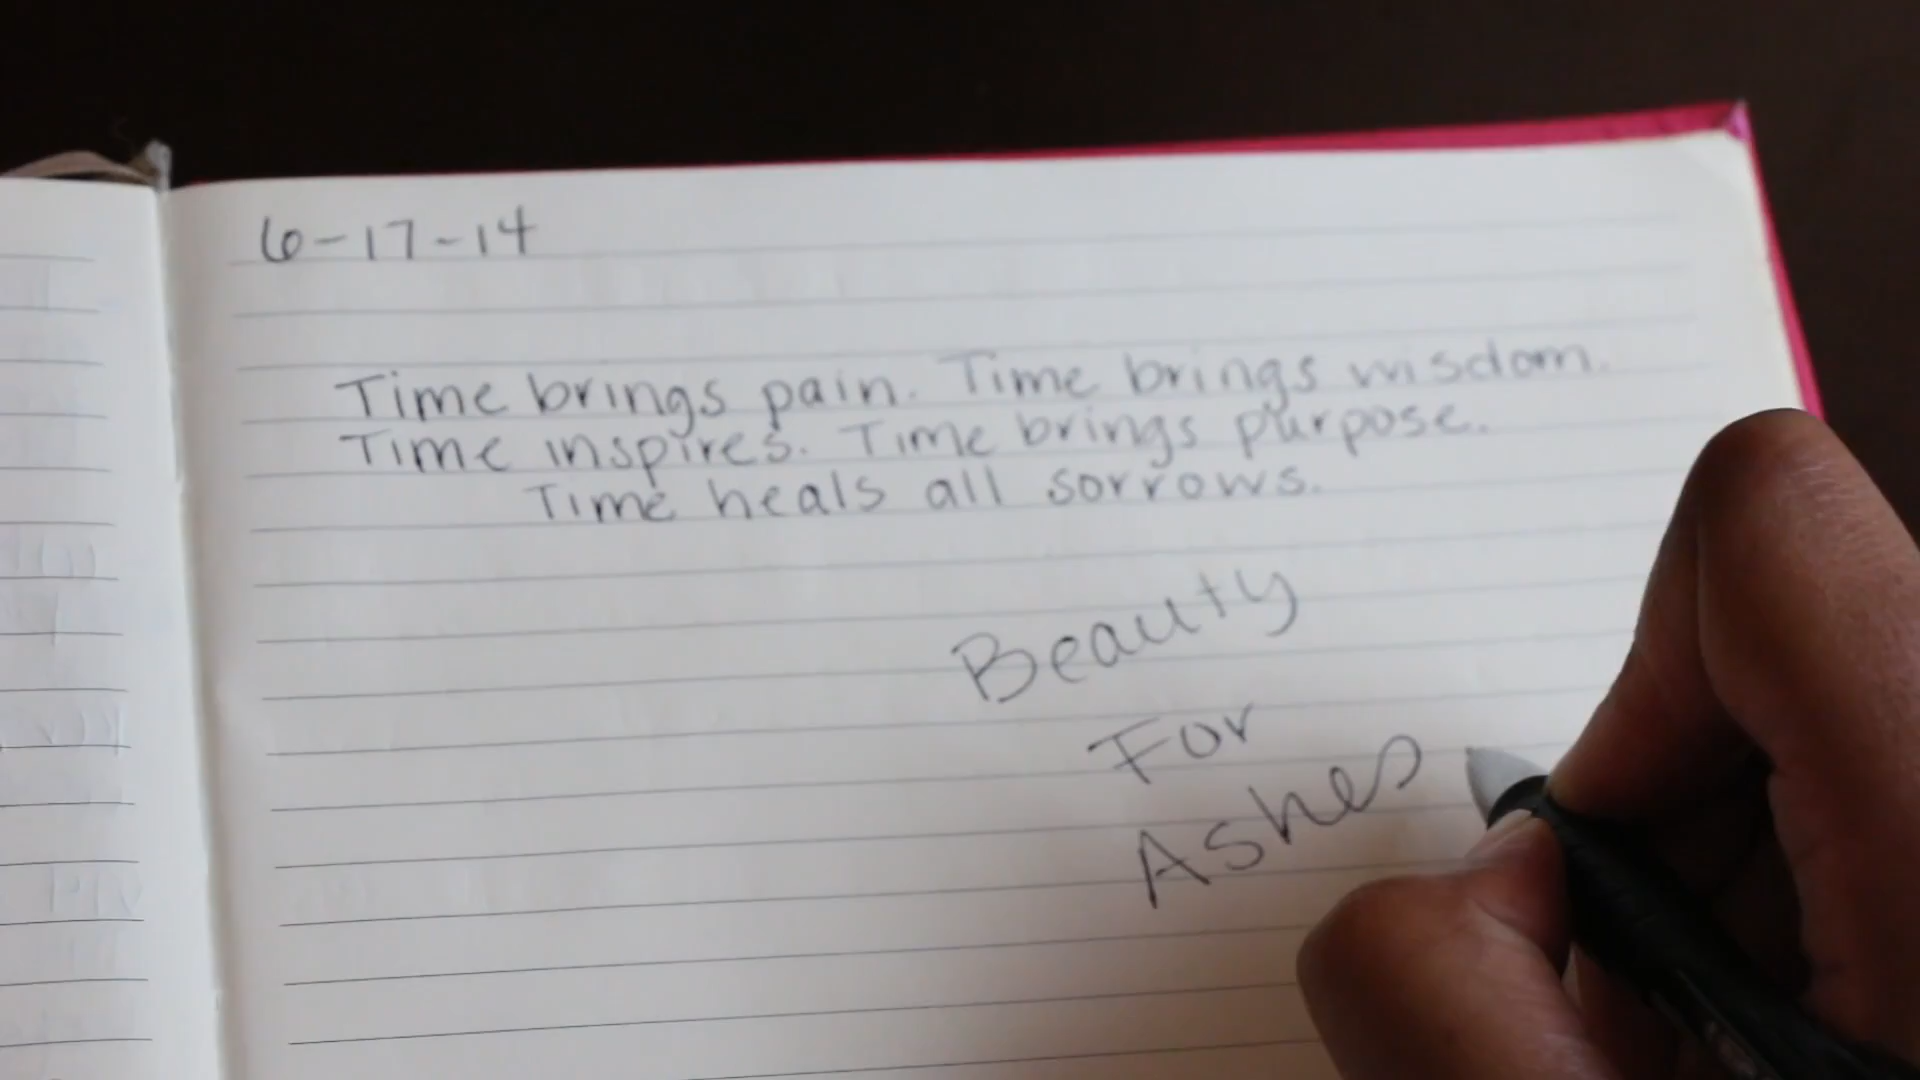 6-17-14
Time brings pain. Time brings wisdom.
Time inspires. Time brings purpose.
Time heals all sorrows.
Beauty
For
Ashes